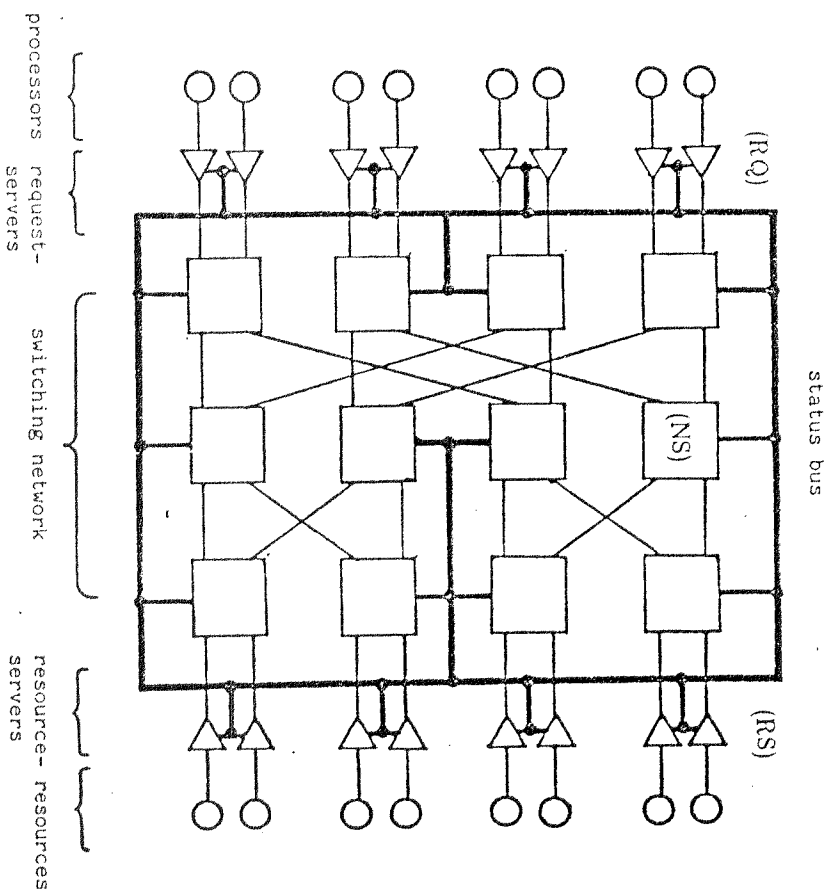 status bus
(RQ)
(NS)
(RS)
processors
request-
servers
switching network
resource-
servers
resources